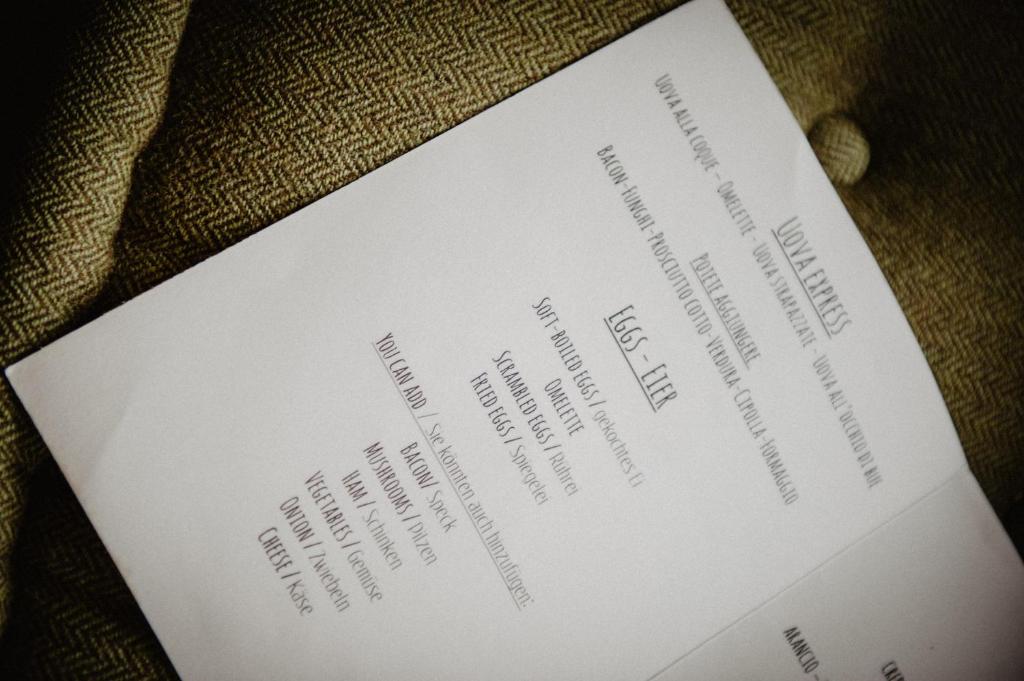 UOVA EXPRESS
UOVA ALLA COQUE - OMELETTE - UOVA STRAPAZZATE - UOVA ALL'OCCHIO DI BUE
POTETE AGGIUNGERE
BACON-FUNGHI-PROSCIUTTO COTTO-VERDURA-CIPOLLA-FORMAGGIO
EGGS - EIER
SOFT-BOILED EGGS / gekochtes Ei
OMELETTE
SCRAMBLED EGGS / Rührei
FRIED EGGS / Spiegelei
YOU CAN ADD / Sie könnten auch hinzufügen:
BACON/ Speck
MUSHROOMS / Pilzen
HAM / Schinken
VEGETABLES / Gemüse
ONION / Zwiebeln
CHEESE / Käse
ARANCIO -